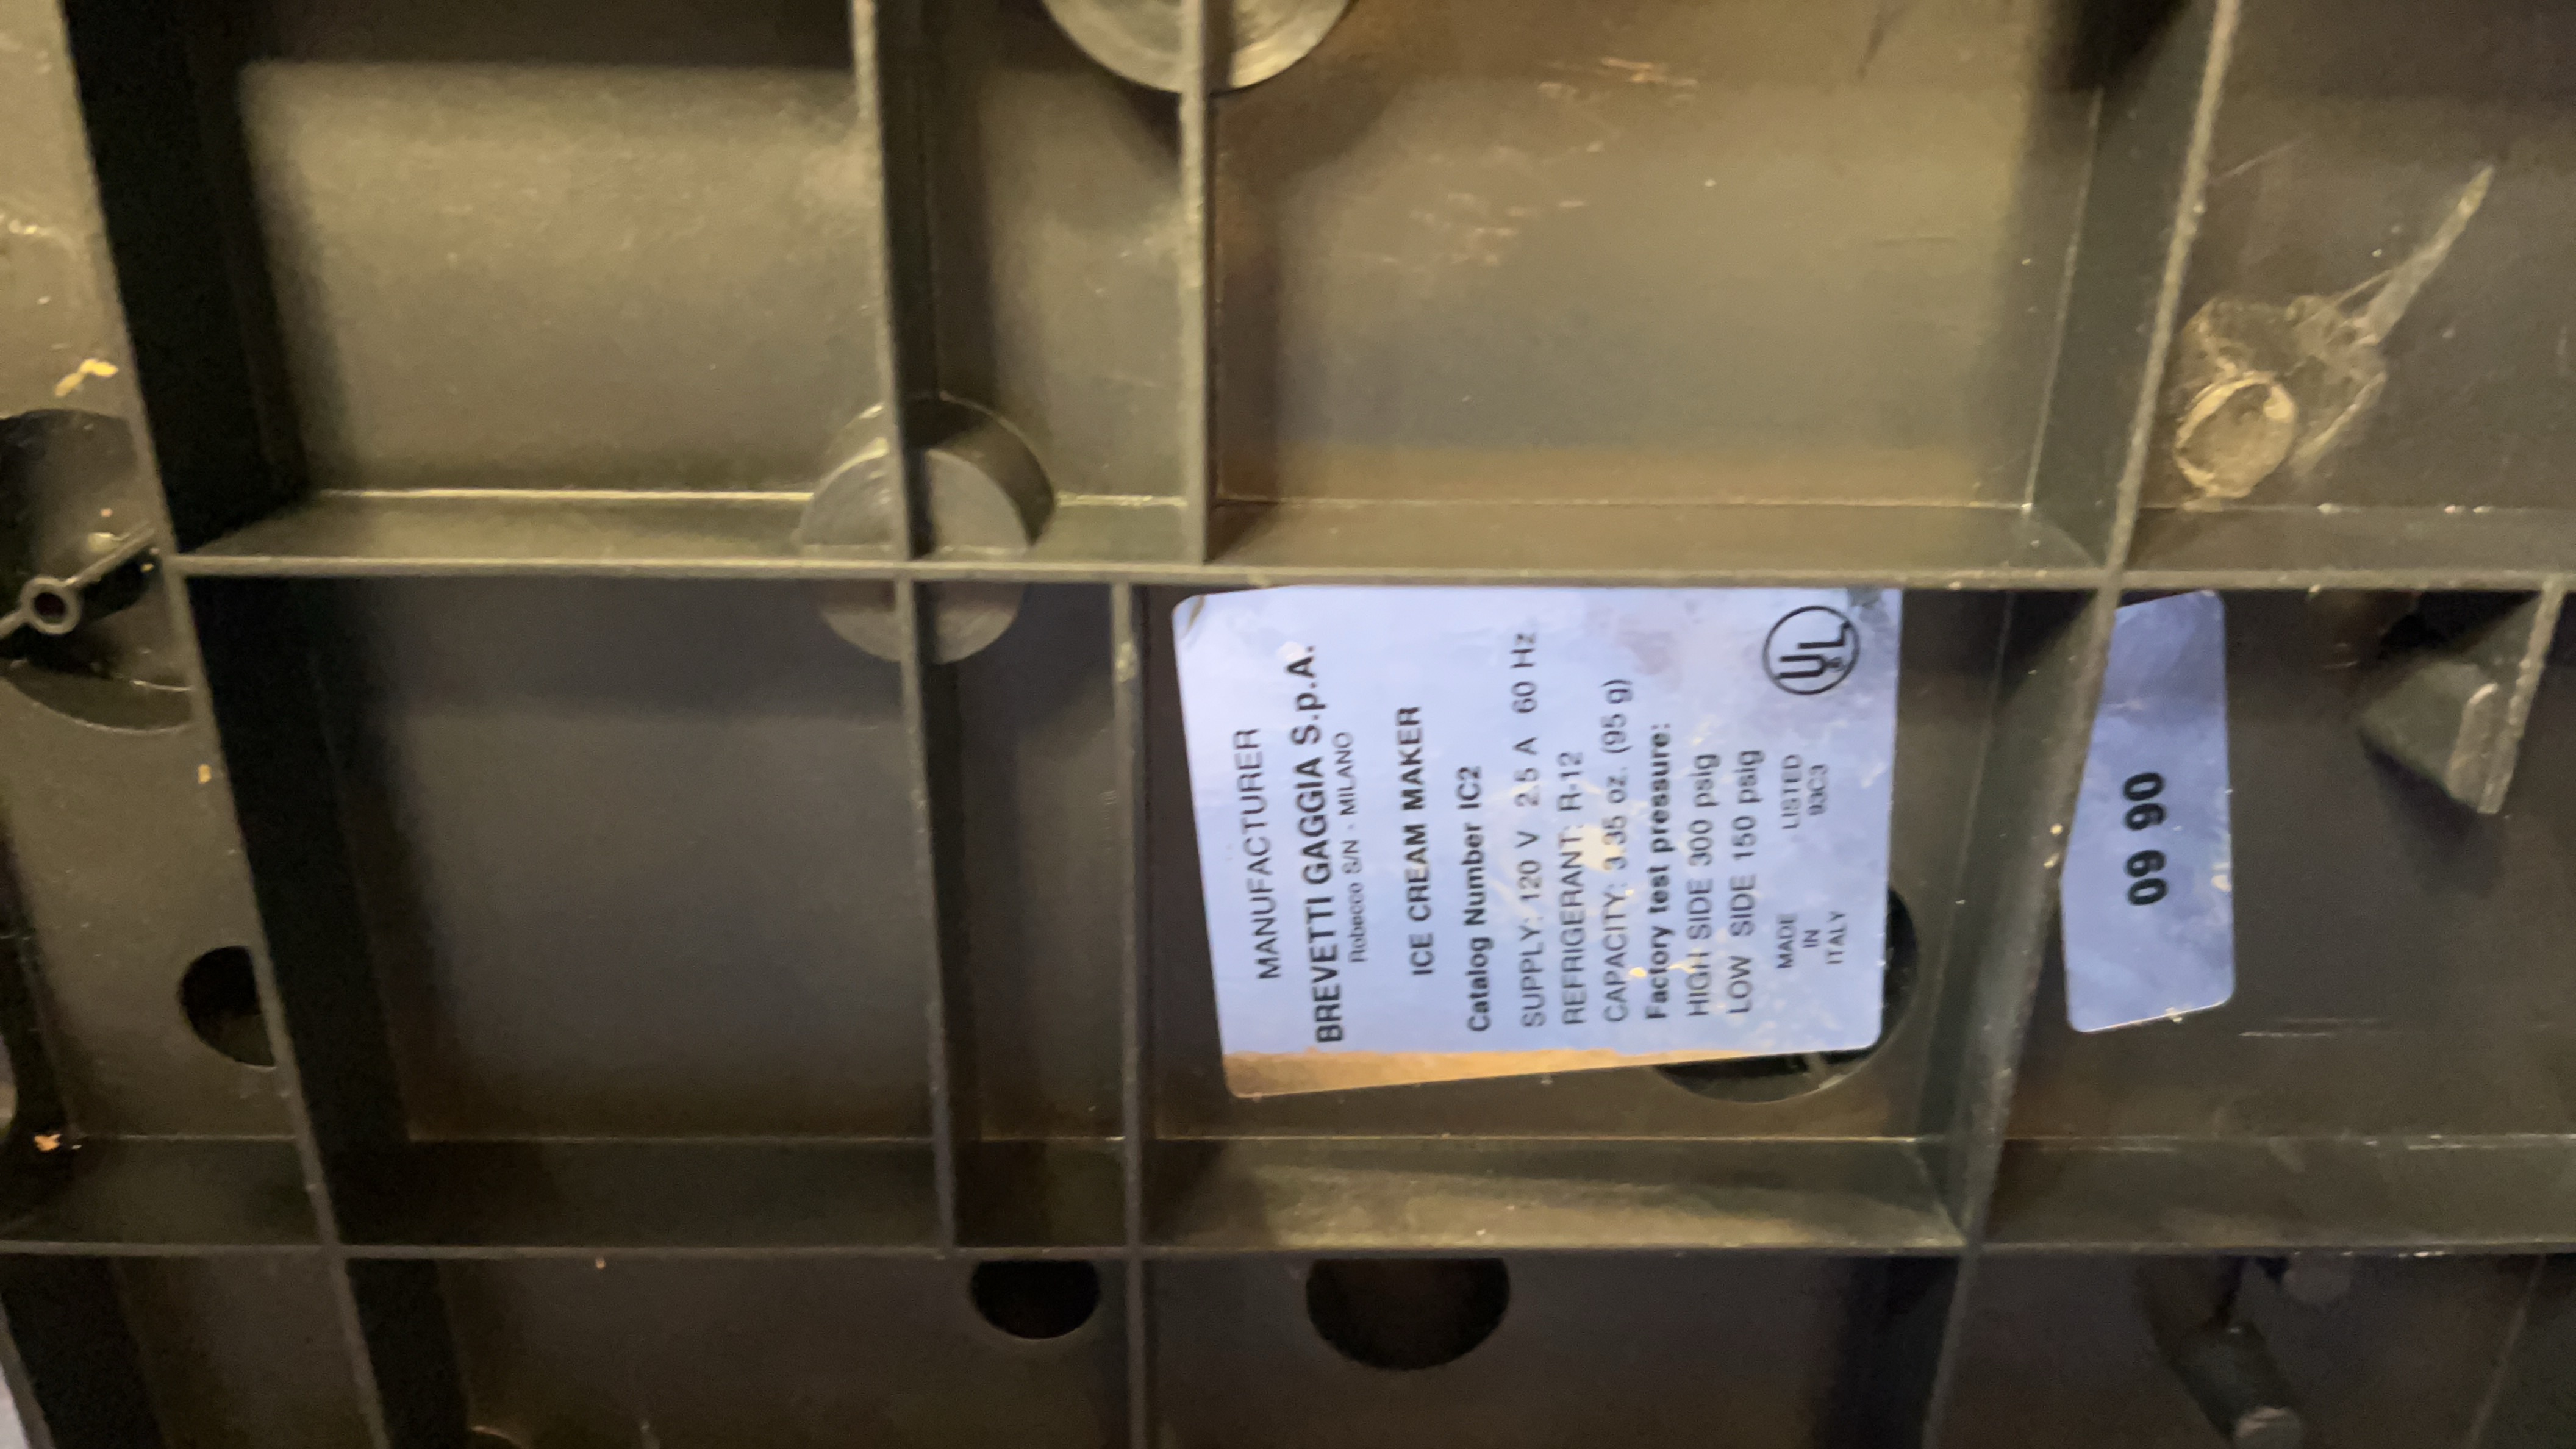 MANUFACTURER
BREVETTI GAGGIA S.p.A.
Robecco S/N - MILANO
ICE CREAM MAKER
Catalog Number IC2
SUPPLY: 120 V 2.5 A 60 Hz
REFRIGERANT: R-12
CAPACITY: 3.35 oz. (95 g)
Factory test pressure:
HIGH SIDE 300 psig
LOW SIDE 150 psig
MADE
IN
ITALY
LISTED
93C3
UL
09 90